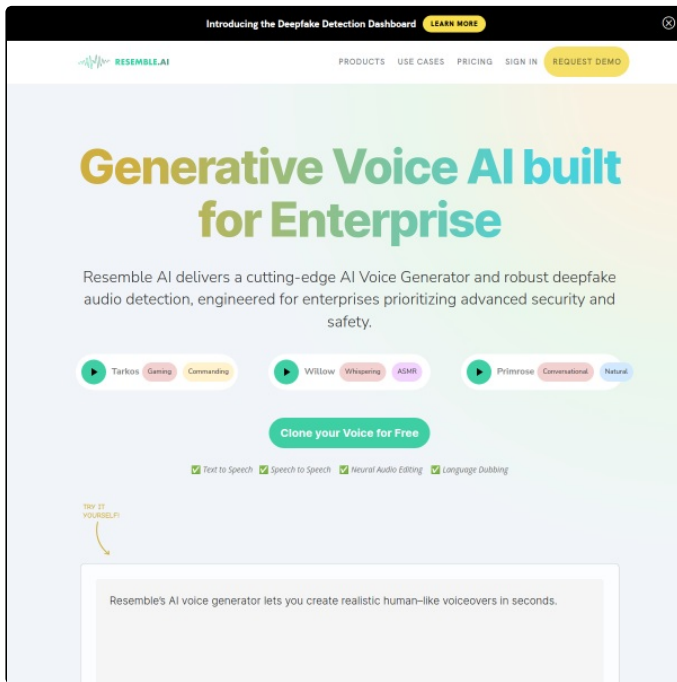 Introducing the Deepfake Detection Dashboard LEARN MORE
RESEMBLE.AI PRODUCTS USE CASES PRICING SIGN IN REQUEST DEMO
Generative Voice AI built
for Enterprise
Resemble AI delivers a cutting-edge AI Voice Generator and robust deepfake
audio detection, engineered for enterprises prioritizing advanced security and
safety.
Tarkos Gaming Commanding Willow Whispering ASMR Primrose Conversational Natural
Clone your Voice for Free
✅ Text to Speech ✅ Speech to Speech ✅ Neural Audio Editing ✅ Language Dubbing
TRY IT
YOURSELF!
Resemble's AI voice generator lets you create realistic human–like voiceovers in seconds.